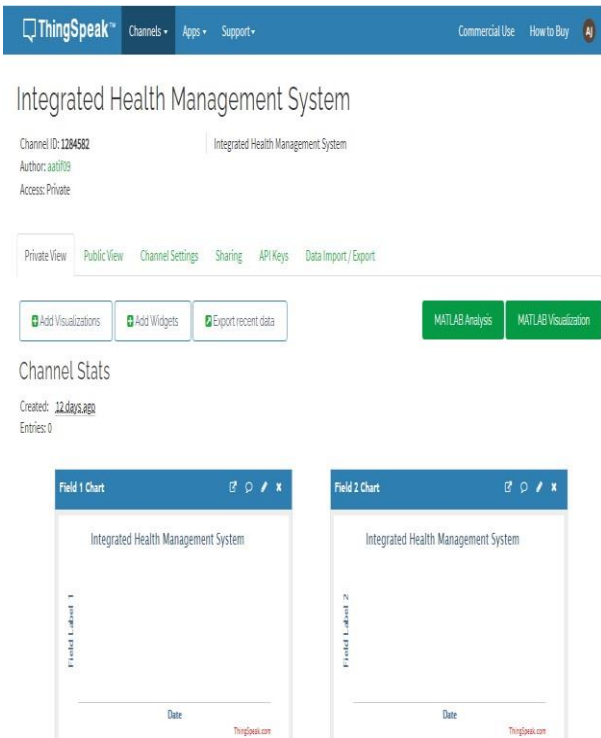 ThingSpeak™ Channels Apps Support Commercial Use How to Buy AJ
Integrated Health Management System
Channel ID: 1284582 Integrated Health Management System
Author: aatif09
Access: Private
Private View Public View Channel Settings Sharing API Keys Data Import / Export
Add Visualizations Add Widgets Export recent data MATLAB Analysis MATLAB Visualization
Channel Stats
Created: 12 days ago
Entries: 0
Field 1 Chart Field 2 Chart
Integrated Health Management System Integrated Health Management System
Field Label 1 Field Label 2
Date Date
ThingSpeak.com ThingSpeak.com